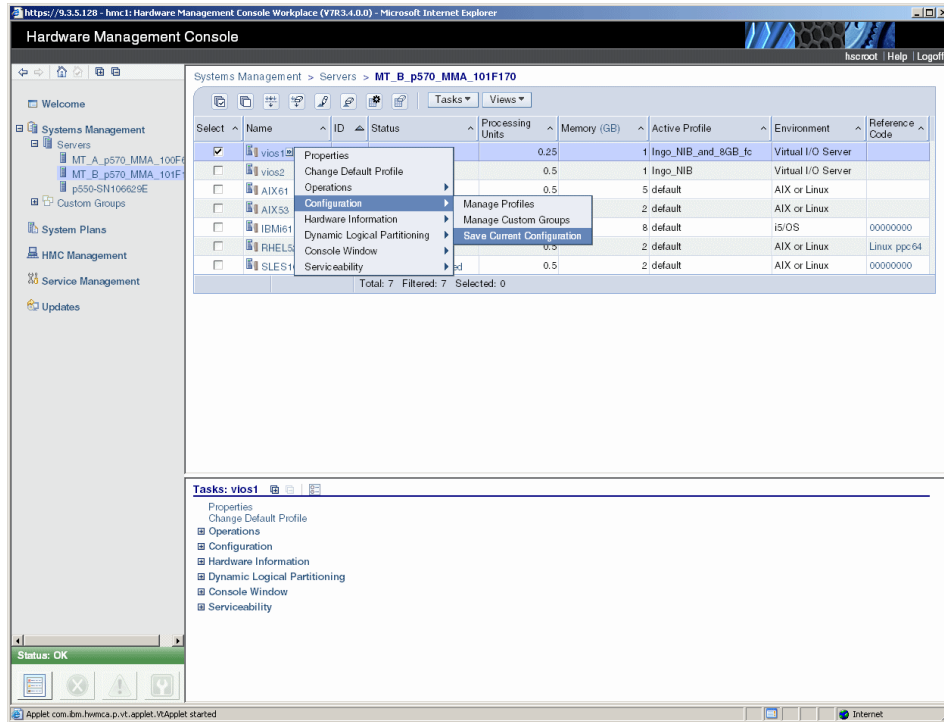 https://9.3.5.128 - hmc1: Hardware Management Console Workplace (V7R3.4.0.0) - Microsoft Internet Explorer
Hardware Management Console
hscroot | Help | Logoff
Welcome
Systems Management
Servers
MT_A_p570_MMA_100F6
MT_B_p570_MMA_101F1
p550-SN106629E
Custom Groups
System Plans
HMC Management
Service Management
Updates
Status: OK
Systems Management > Servers > MT_B_p570_MMA_101F170
Tasks Views
Select Name ID Status Processing Units Memory (GB) Active Profile Environment Reference Code
vios1 0.25 1 Ingo_NIB_and_8GB_fc Virtual I/O Server
vios2 0.5 1 Ingo_NIB Virtual I/O Server
AIX61 0.5 5 default AIX or Linux
AIX53 2 default AIX or Linux
IBMi61 8 default i5/OS 00000000
RHEL52 0.5 2 default AIX or Linux Linux ppc64
SLES10 ed 0.5 2 default AIX or Linux 00000000
Total: 7 Filtered: 7 Selected: 0
Properties
Change Default Profile
Operations
Configuration
Hardware Information
Dynamic Logical Partitioning
Console Window
Serviceability
Manage Profiles
Manage Custom Groups
Save Current Configuration
Tasks: vios1
Properties
Change Default Profile
Operations
Configuration
Hardware Information
Dynamic Logical Partitioning
Console Window
Serviceability
Applet com.ibm.hwmca.p.vt.applet.VtApplet started
Internet